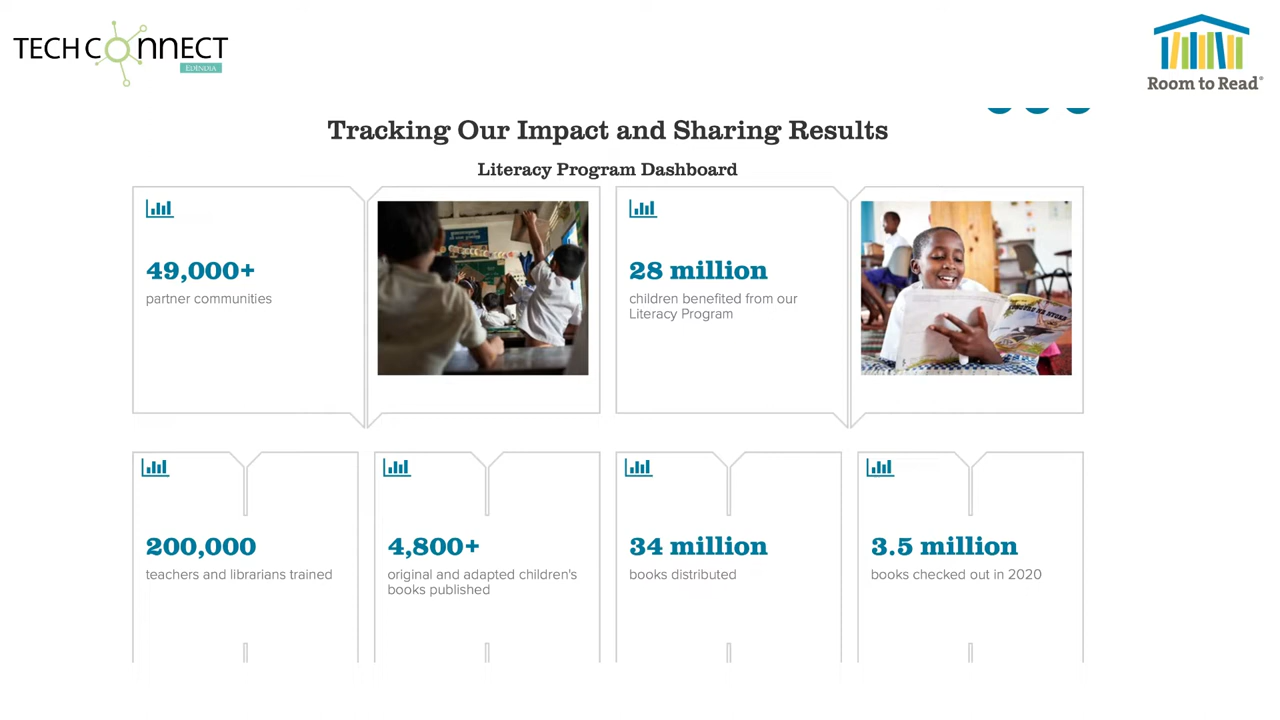 TECH CONNECT
EDINDIA
Room to Read®
Tracking Our Impact and Sharing Results
Literacy Program Dashboard
49,000+
partner communities
28 million
children benefited from our
Literacy Program
200,000
teachers and librarians trained
4,800+
original and adapted children's
books published
34 million
books distributed
3.5 million
books checked out in 2020